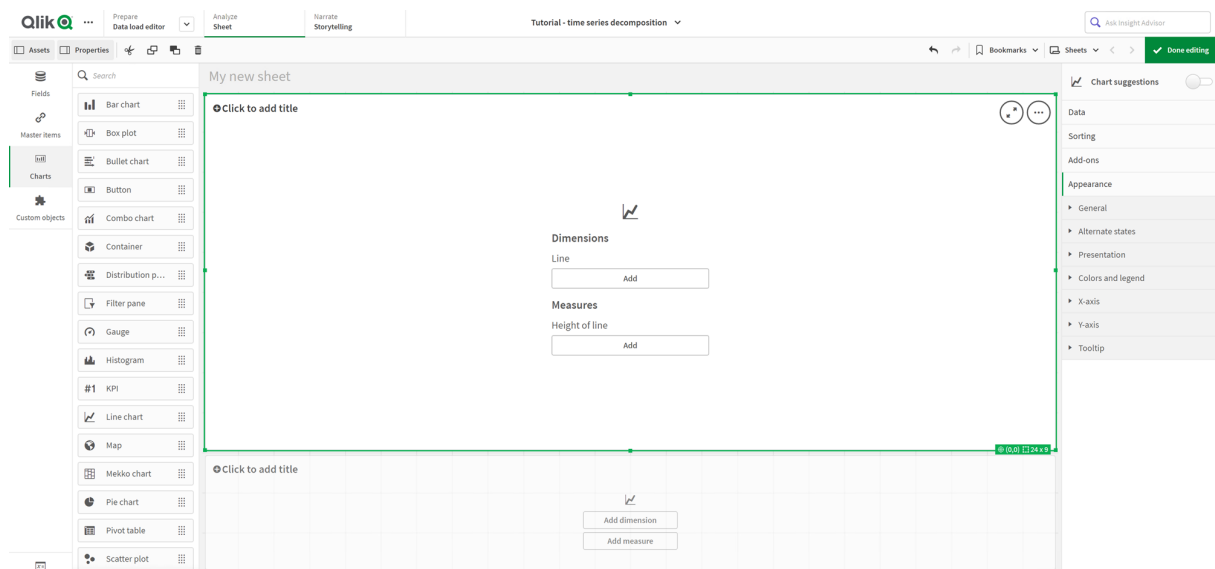 Qlik
Prepare
Data load editor
Analyze
Sheet
Narrate
Storytelling
Tutorial - time series decomposition
Ask Insight Advisor
Assets
Properties
Bookmarks
Sheets
Done editing
Fields
Master items
Charts
Custom objects
Search
Bar chart
Box plot
Bullet chart
Button
Combo chart
Container
Distribution p...
Filter pane
Gauge
Histogram
#1 KPI
Line chart
Map
Mekko chart
Pie chart
Pivot table
Scatter plot
My new sheet
Click to add title
Dimensions
Line
Add
Measures
Height of line
Add
(0,0) 24 x 9
Click to add title
Add dimension
Add measure
Chart suggestions
Data
Sorting
Add-ons
Appearance
General
Alternate states
Presentation
Colors and legend
X-axis
Y-axis
Tooltip